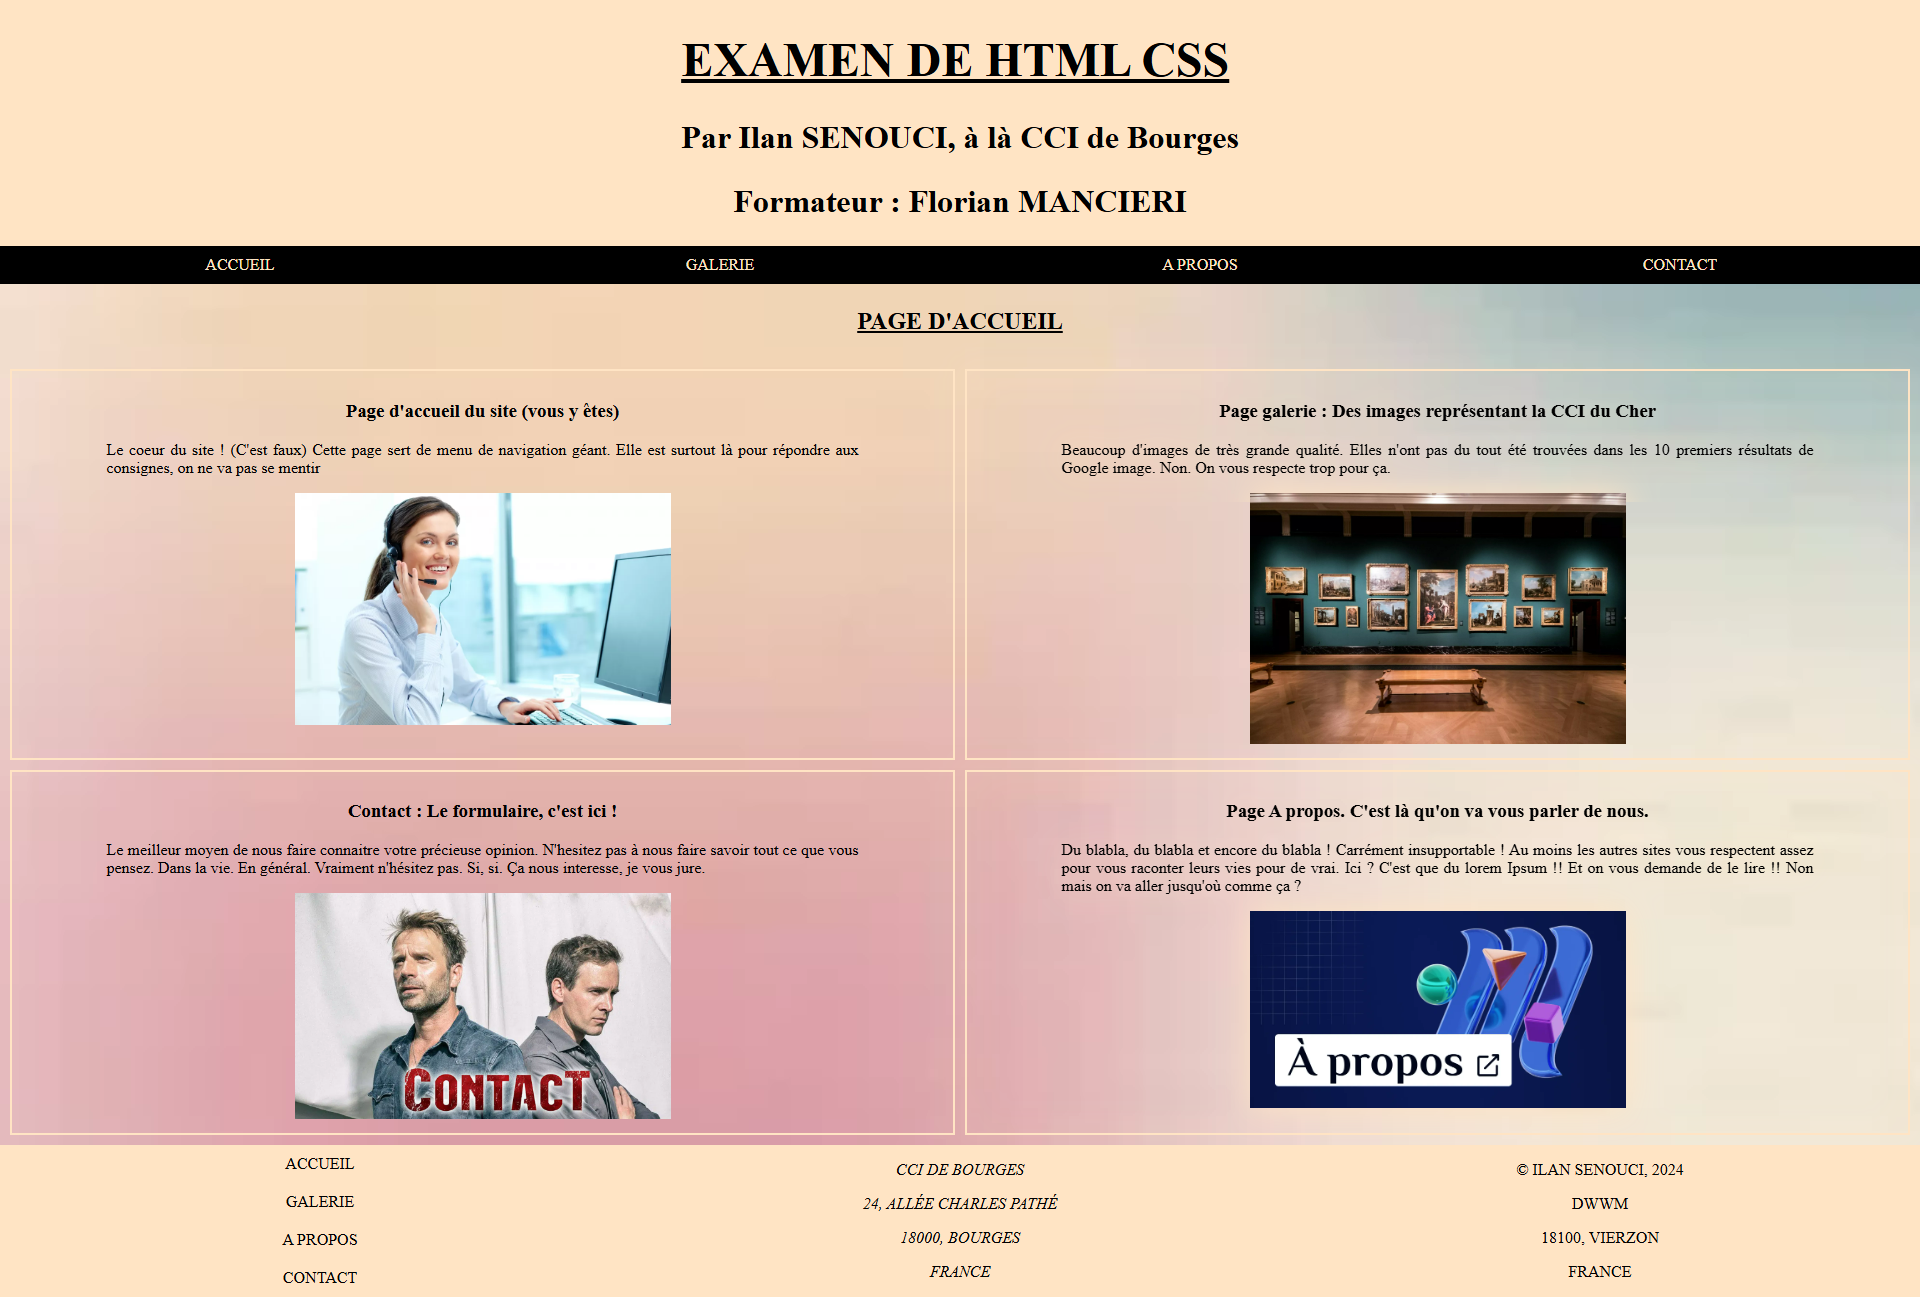 EXAMEN DE HTML CSS
Par Ilan SENOUCI, à là CCI de Bourges
Formateur : Florian MANCIERI
ACCUEIL
GALERIE
A PROPOS
CONTACT
PAGE D'ACCUEIL
Page d'accueil du site (vous y êtes)
Le coeur du site ! (C'est faux) Cette page sert de menu de navigation géant. Elle est surtout là pour répondre aux
consignes, on ne va pas se mentir
Page galerie : Des images représentant la CCI du Cher
Beaucoup d'images de très grande qualité. Elles n'ont pas du tout été trouvées dans les 10 premiers résultats de
Google image. Non. On vous respecte trop pour ça.
Contact : Le formulaire, c'est ici !
Le meilleur moyen de nous faire connaitre votre précieuse opinion. N'hesitez pas à nous faire savoir tout ce que vous
pensez. Dans la vie. En général. Vraiment n'hésitez pas. Si, si. Ça nous interesse, je vous jure.
CONTACT
Page A propos. C'est là qu'on va vous parler de nous.
Du blabla, du blabla et encore du blabla ! Carrément insupportable ! Au moins les autres sites vous respectent assez
pour vous raconter leurs vies pour de vrai. Ici ? C'est que du lorem Ipsum !! Et on vous demande de le lire !! Non
mais on va aller jusqu'où comme ça ?
À propos
ACCUEIL
GALERIE
A PROPOS
CONTACT
CCI DE BOURGES
24, ALLÉE CHARLES PATHÉ
18000, BOURGES
FRANCE
© ILAN SENOUCI, 2024
DWWM
18100, VIERZON
FRANCE